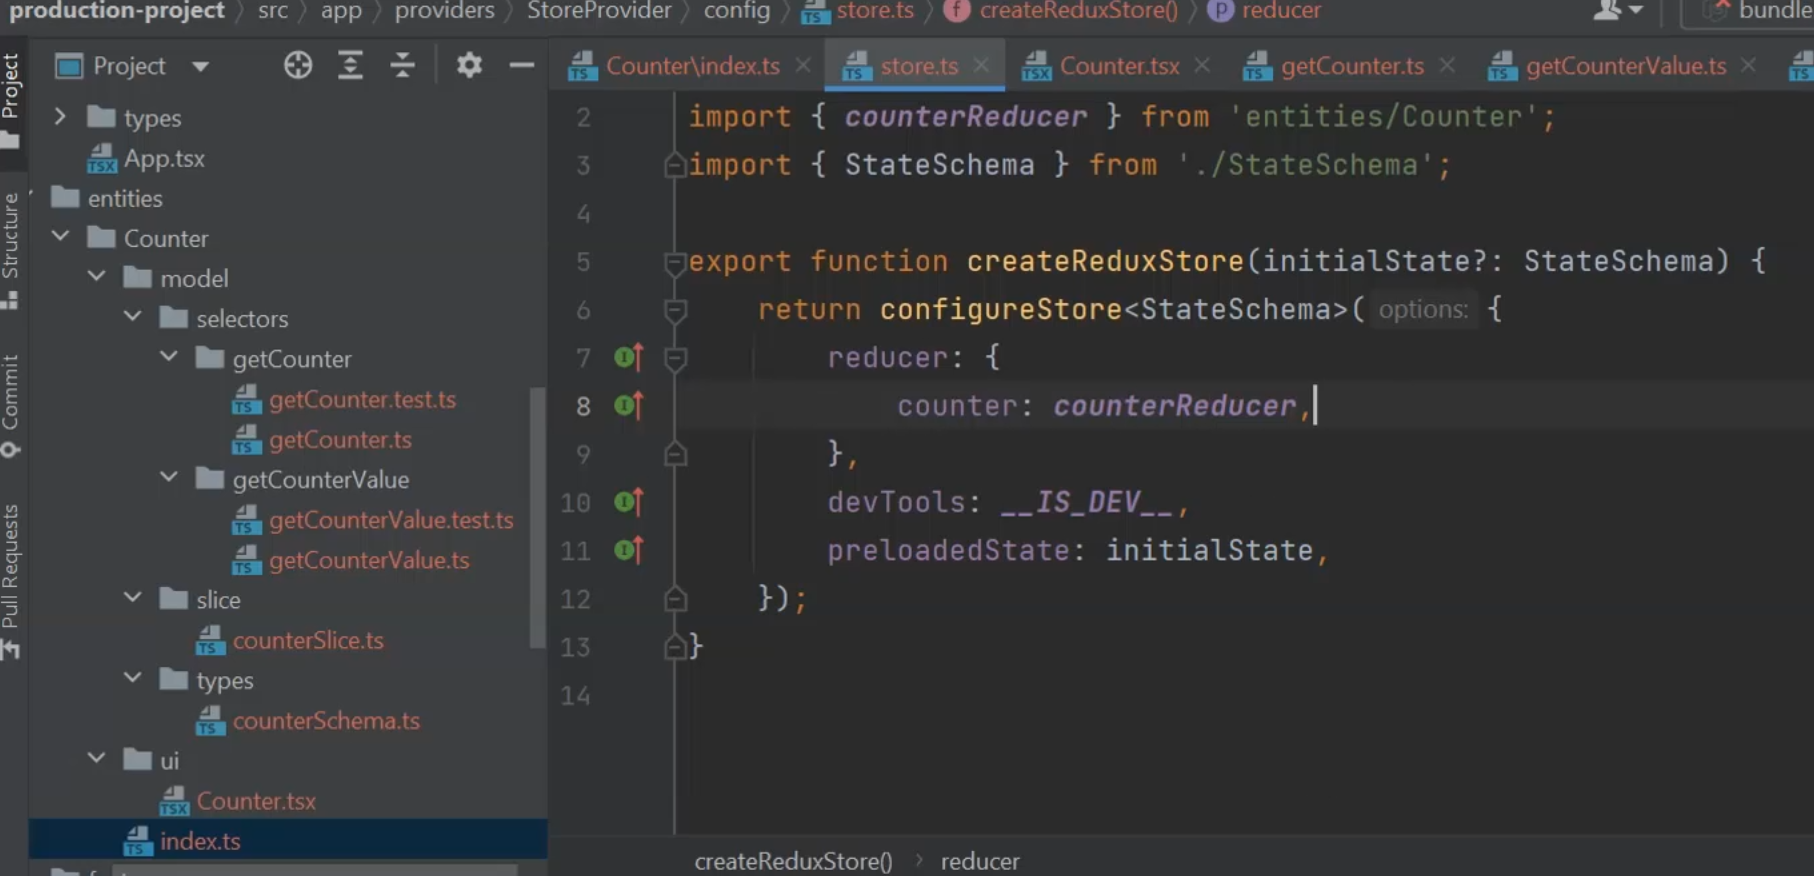 production-project src app providers StoreProvider config store.ts createReduxStore() reducer bundle
Project
Counter\index.ts
store.ts
Counter.tsx
getCounter.ts
getCounterValue.ts
Project
Structure
Commit
Pull Requests
types
App.tsx
entities
Counter
model
selectors
getCounter
getCounter.test.ts
getCounter.ts
getCounterValue
getCounterValue.test.ts
getCounterValue.ts
slice
counterSlice.ts
types
counterSchema.ts
ui
Counter.tsx
index.ts
2 import { counterReducer } from 'entities/Counter';
3 import { StateSchema } from './StateSchema';
4
5 export function createReduxStore(initialState?: StateSchema) {
6 return configureStore<StateSchema>( options: {
7 reducer: {
8 counter: counterReducer,
9 },
10 devTools: __IS_DEV__,
11 preloadedState: initialState,
12 });
13 }
14
createReduxStore() reducer